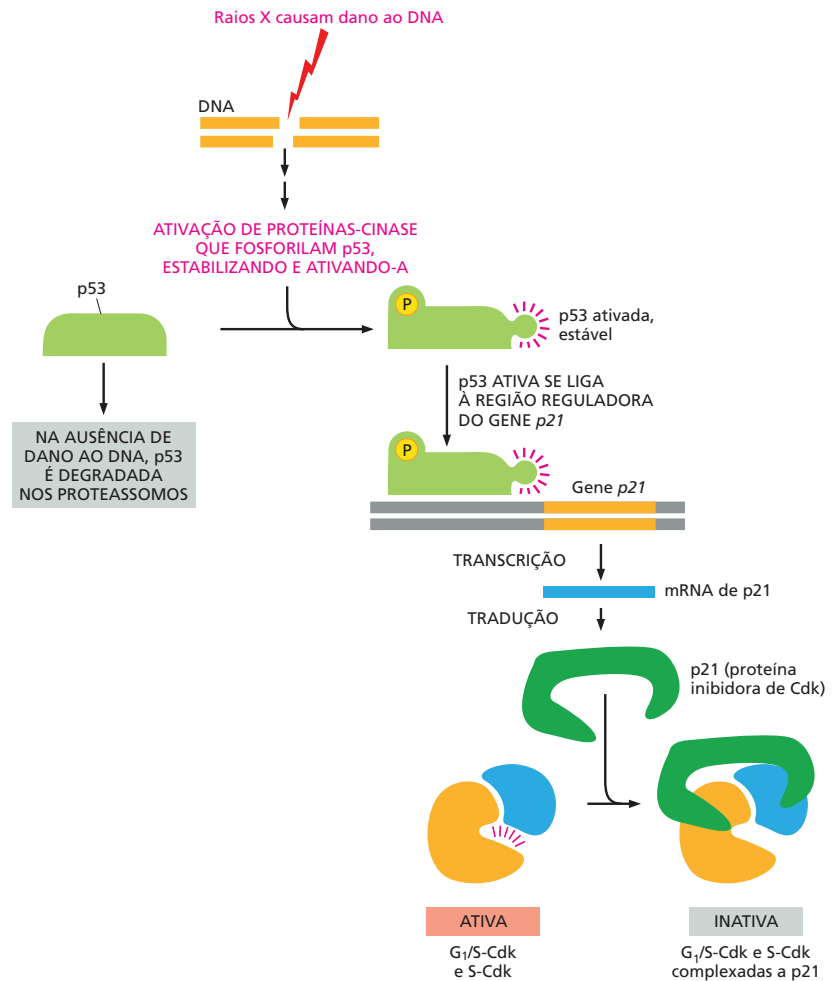 Raios X causam dano ao DNA
DNA
ATIVAÇÃO DE PROTEÍNAS-CINASE
QUE FOSFORILAM p53,
ESTABILIZANDO E ATIVANDO-A
p53
P
p53 ativada,
estável
NA AUSÊNCIA DE
DANO AO DNA, p53
É DEGRADADA
NOS PROTEASSOMOS
p53 ATIVA SE LIGA
À REGIÃO REGULADORA
DO GENE p21
P
Gene p21
TRANSCRIÇÃO
mRNA de p21
TRADUÇÃO
p21 (proteína
inibidora de Cdk)
ATIVA
G₁/S-Cdk
e S-Cdk
INATIVA
G₁/S-Cdk e S-Cdk
complexadas a p21